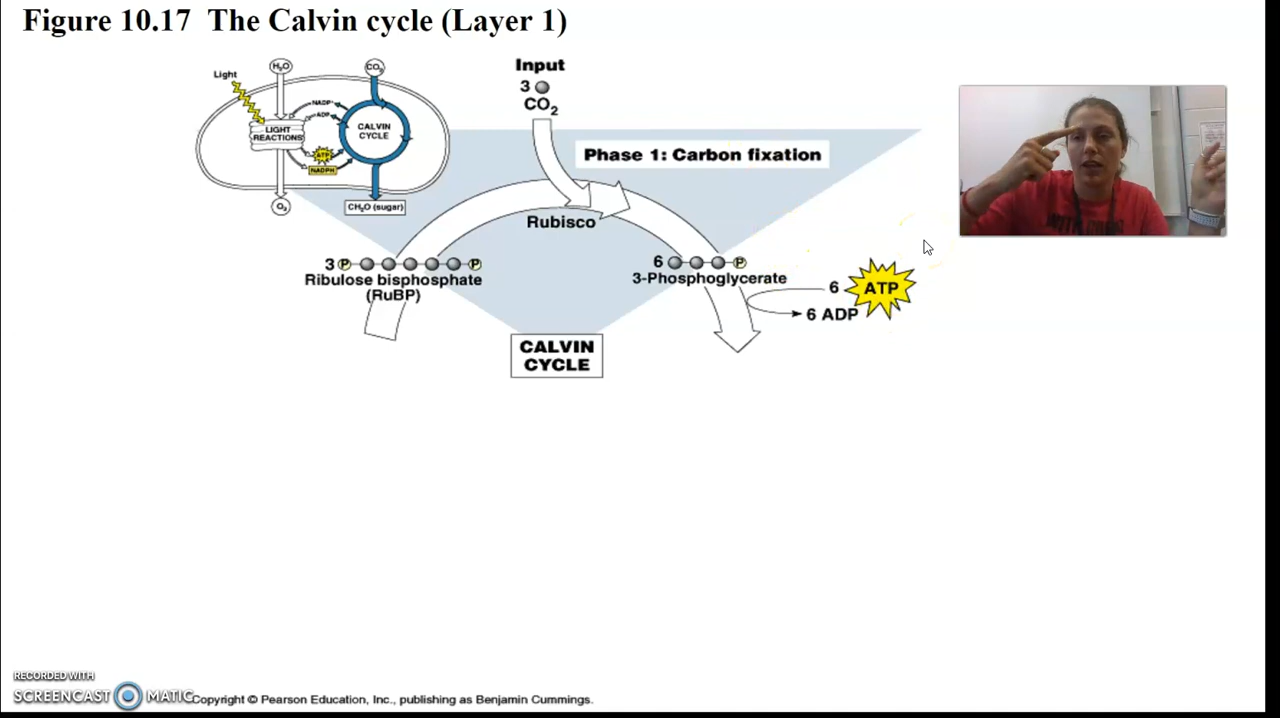 Figure 10.17 The Calvin cycle (Layer 1)
Light
H2O
CO2
NADP+
ADP
LIGHT
REACTIONS
CALVIN
CYCLE
ATP
NADPH
O2
CH2O (sugar)
Input
3
CO2
Phase 1: Carbon fixation
Rubisco
3 P P
Ribulose bisphosphate
(RuBP)
6 P
3-Phosphoglycerate
6 ATP
6 ADP
CALVIN
CYCLE
RECORDED WITH
SCREENCAST MATIC
Copyright © Pearson Education, Inc., publishing as Benjamin Cummings.